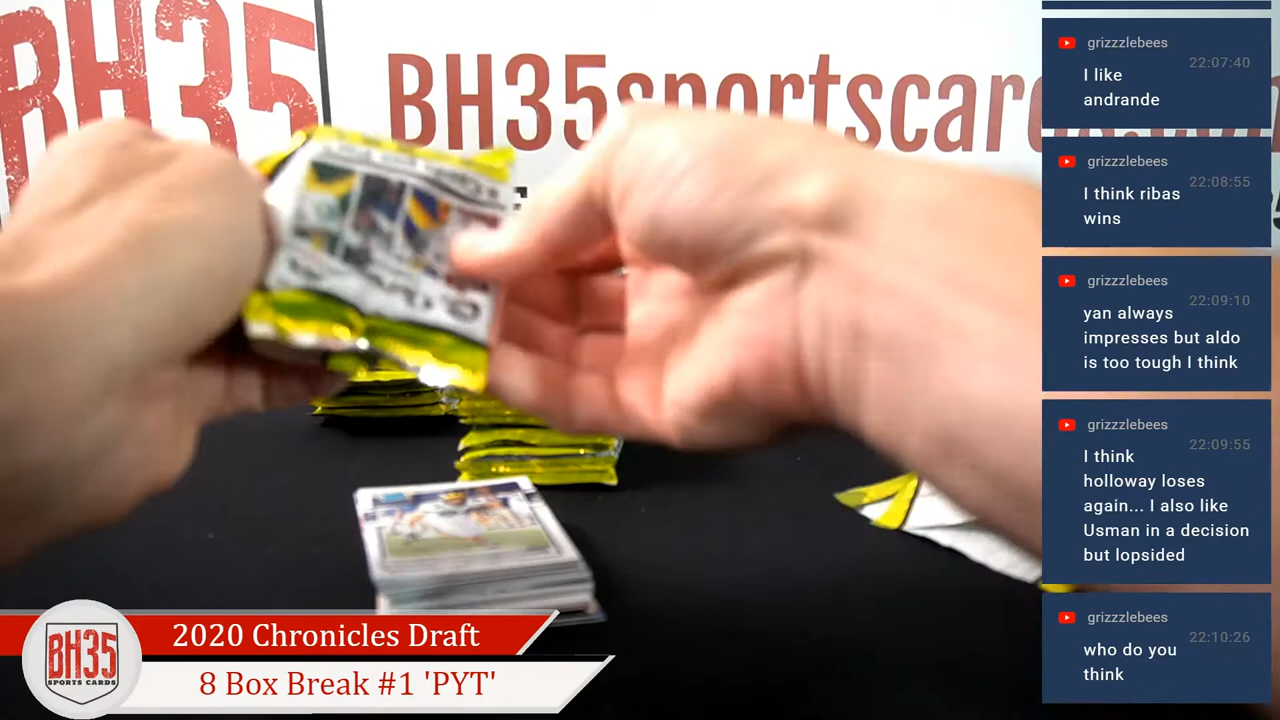 BH35
BH35sportscards.com
grizzzlebees
22:07:40
I like
andrande
grizzzlebees
22:08:55
I think ribas
wins
grizzzlebees
22:09:10
yan always
impresses but aldo
is too tough I think
grizzzlebees
22:09:55
I think
holloway loses
again... I also like
Usman in a decision
but lopsided
grizzzlebees
22:10:26
who do you
think
BH35
SPORTS CARDS
2020 Chronicles Draft
8 Box Break #1 'PYT'